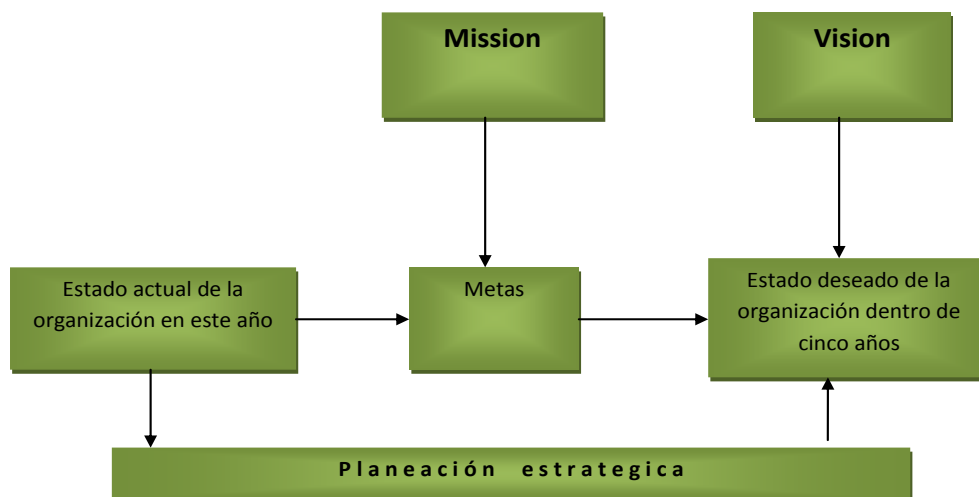 Mission
Vision
Estado actual de la
organización en este año
Metas
Estado deseado de la
organización dentro de
cinco años
Planeación estrategica